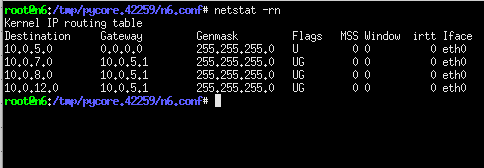 root@n6:/tmp/pycore.42259/n6.conf# netstat -rn
Kernel IP routing table
Destination Gateway Genmask Flags MSS Window irtt Iface
10.0.5.0 0.0.0.0 255.255.255.0 U 0 0 0 eth0
10.0.7.0 10.0.5.1 255.255.255.0 UG 0 0 0 eth0
10.0.8.0 10.0.5.1 255.255.255.0 UG 0 0 0 eth0
10.0.12.0 10.0.5.1 255.255.255.0 UG 0 0 0 eth0
root@n6:/tmp/pycore.42259/n6.conf#